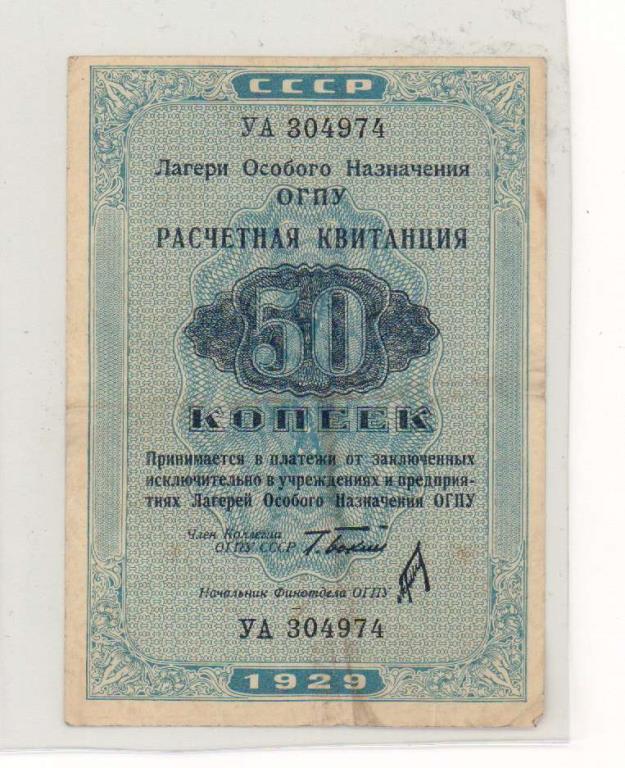 СССР
УА 304974
Лагери Особого Назначения
ОГПУ
РАСЧЕТНАЯ КВИТАНЦИЯ
50
КОПЕЕК
Принимается в платежи от заключенных
исключительно в учреждениях и предприя-
тиях Лагерей Особого Назначения ОГПУ
Член Коллегии
ОГПУ СССР Г. Бокий
Начальник Финотдела ОГПУ
УА 304974
1929